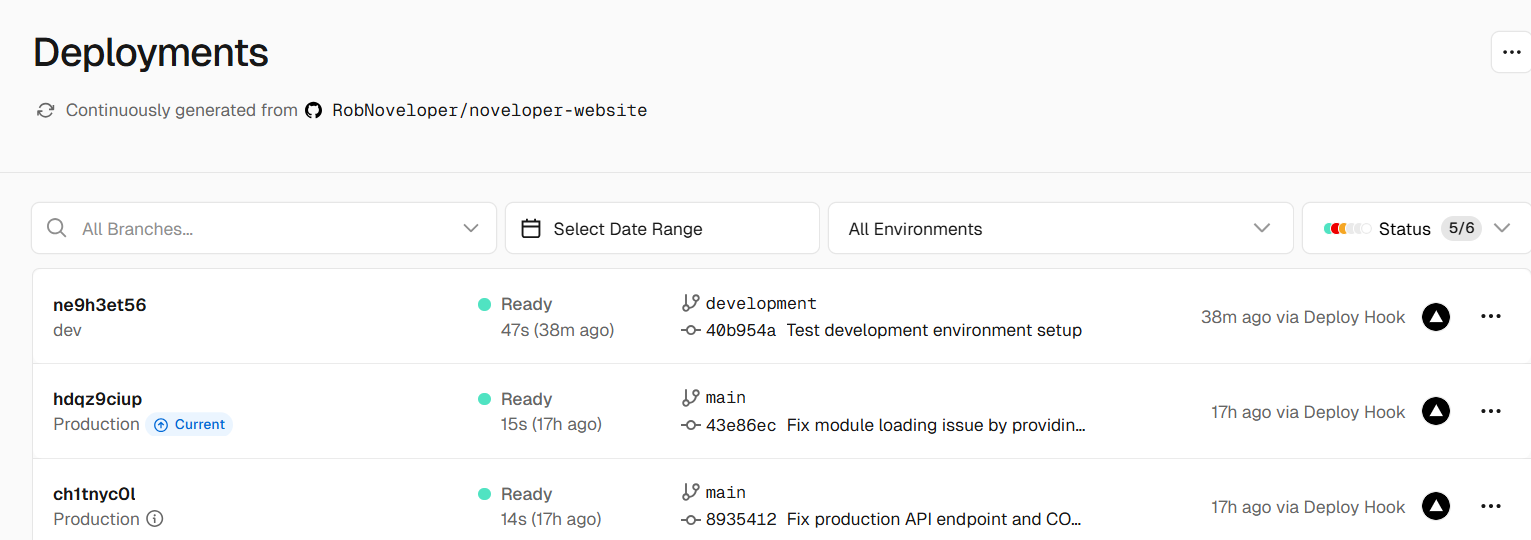 Deployments
Continuously generated from RobNoveloper/noveloper-website
All Branches...
Select Date Range
All Environments
Status 5/6
ne9h3et56
dev
Ready
47s (38m ago)
development
40b954a Test development environment setup
38m ago via Deploy Hook
hdqz9ciup
Production Current
Ready
15s (17h ago)
main
43e86ec Fix module loading issue by providin...
17h ago via Deploy Hook
ch1tnyc0l
Production
Ready
14s (17h ago)
main
8935412 Fix production API endpoint and CO...
17h ago via Deploy Hook